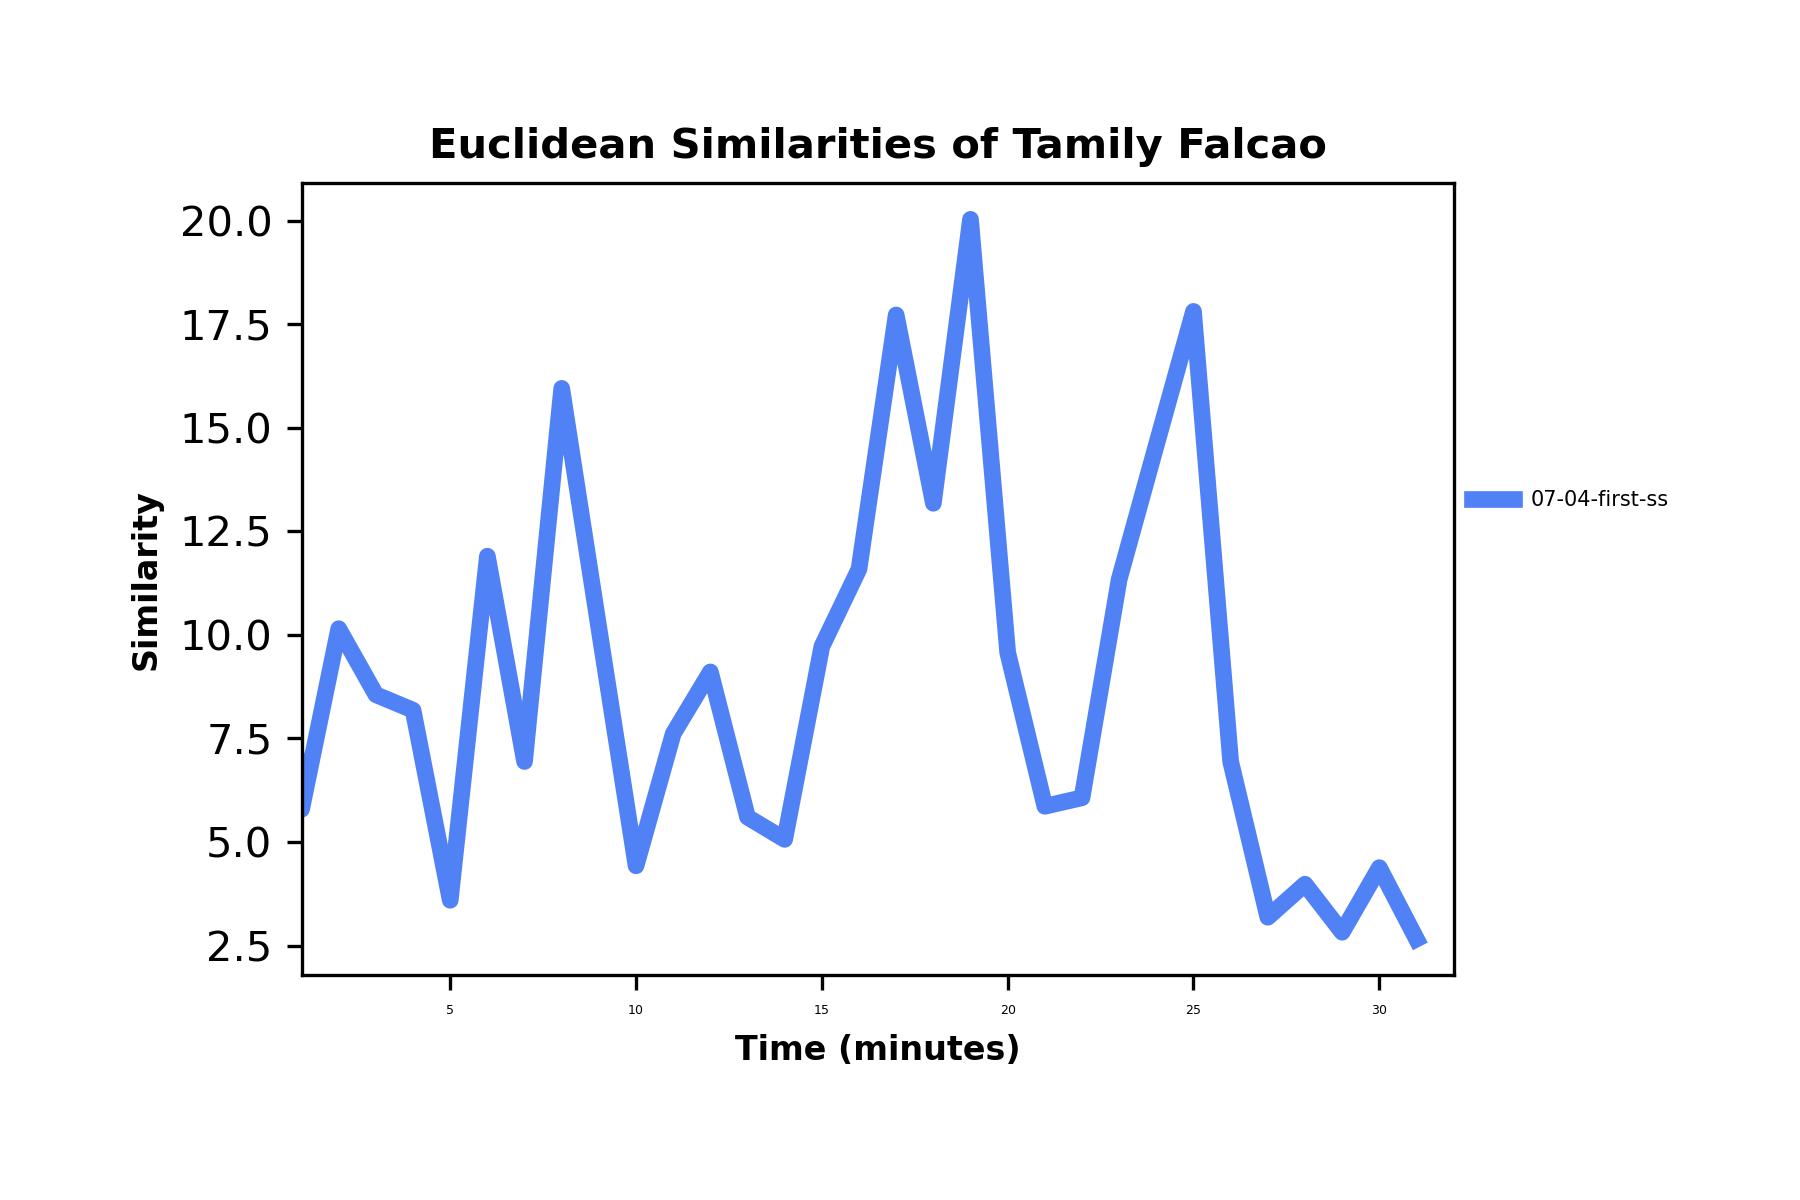 Euclidean Similarities of Tamily Falcao
Similarity
20.0
17.5
15.0
12.5
10.0
7.5
5.0
2.5
5 10 15 20 25 30
Time (minutes)
07-04-first-ss